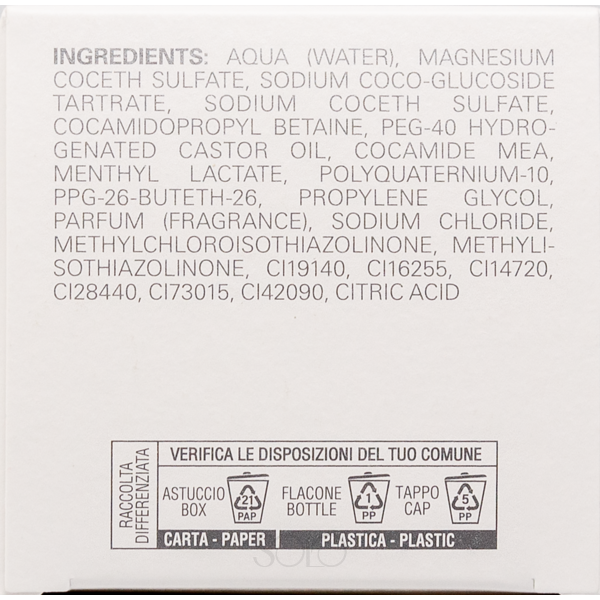 INGREDIENTS: AQUA (WATER), MAGNESIUM
COCETH SULFATE, SODIUM COCO-GLUCOSIDE
TARTRATE, SODIUM COCETH SULFATE,
COCAMIDOPROPYL BETAINE, PEG-40 HYDRO-
GENATED CASTOR OIL, COCAMIDE MEA,
MENTHYL LACTATE, POLYQUATERNIUM-10,
PPG-26-BUTETH-26, PROPYLENE GLYCOL,
PARFUM (FRAGRANCE), SODIUM CHLORIDE,
METHYLCHLOROISOTHIAZOLINONE, METHYLI-
SOTHIAZOLINONE, CI19140, CI16255, CI14720,
CI28440, CI73015, CI42090, CITRIC ACID
RACCOLTA
DIFFERENZIATA
VERIFICA LE DISPOSIZIONI DEL TUO COMUNE
ASTUCCIO
BOX
21
PAP
FLACONE
BOTTLE
1
PP
TAPPO
CAP
5
PP
CARTA - PAPER
PLASTICA - PLASTIC
SOLO